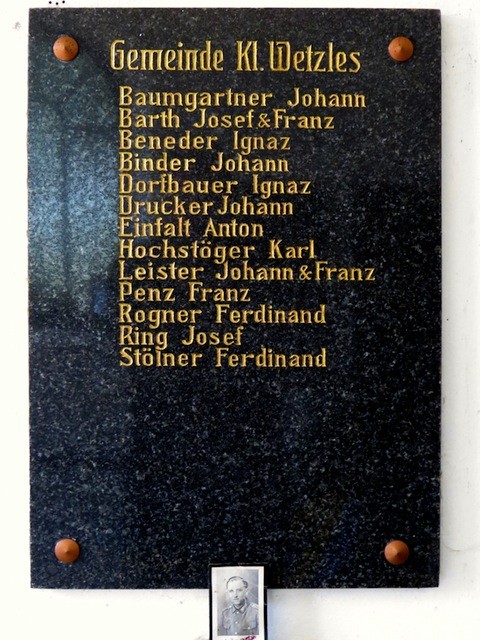 Gemeinde Kl. Wetzles
Baumgartner Johann
Barth Josef & Franz
Beneder Ignaz
Binder Johann
Dorfbauer Ignaz
Drucker Johann
Einfalt Anton
Hochstöger Karl
Leister Johann & Franz
Penz Franz
Rogner Ferdinand
Ring Josef
Stölner Ferdinand